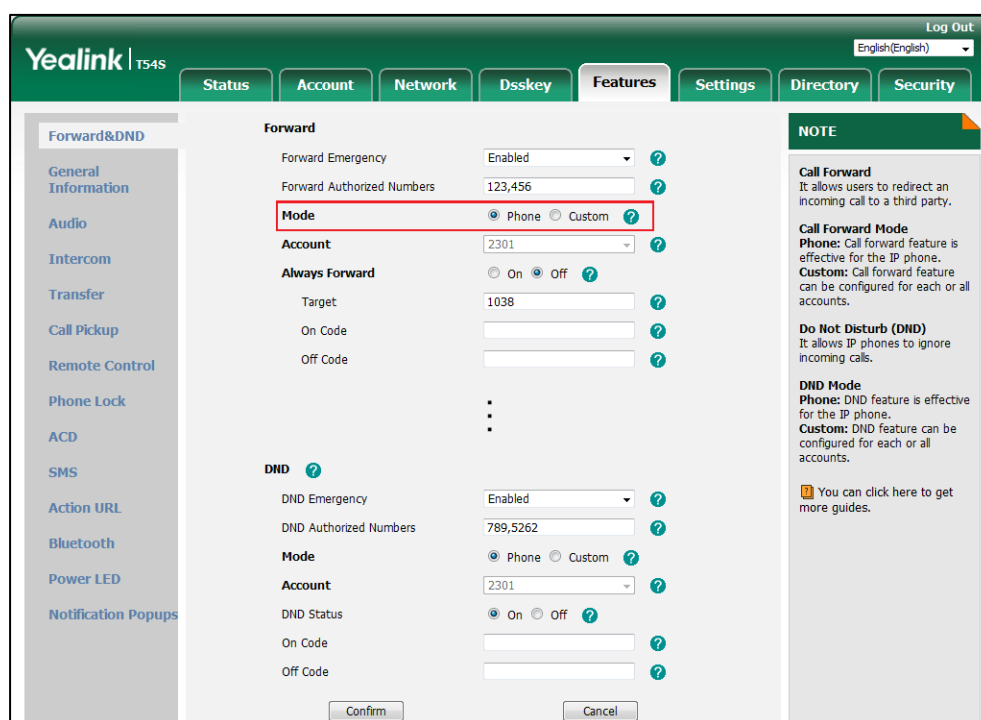 Log Out
Yealink T54S
English(English)
Status Account Network Dsskey Features Settings Directory Security
Forward&DND
General
Information
Audio
Intercom
Transfer
Call Pickup
Remote Control
Phone Lock
ACD
SMS
Action URL
Bluetooth
Power LED
Notification Popups
Forward
Forward Emergency Enabled ?
Forward Authorized Numbers 123,456 ?
Mode Phone Custom ?
Account 2301 ?
Always Forward On Off ?
Target 1038 ?
On Code ?
Off Code ?
DND ?
DND Emergency Enabled ?
DND Authorized Numbers 789,5262 ?
Mode Phone Custom ?
Account 2301 ?
DND Status On Off ?
On Code ?
Off Code ?
Confirm Cancel
NOTE
Call Forward
It allows users to redirect an
incoming call to a third party.
Call Forward Mode
Phone: Call forward feature is
effective for the IP phone.
Custom: Call forward feature
can be configured for each or all
accounts.
Do Not Disturb (DND)
It allows IP phones to ignore
incoming calls.
DND Mode
Phone: DND feature is effective
for the IP phone.
Custom: DND feature can be
configured for each or all
accounts.
? You can click here to get
more guides.